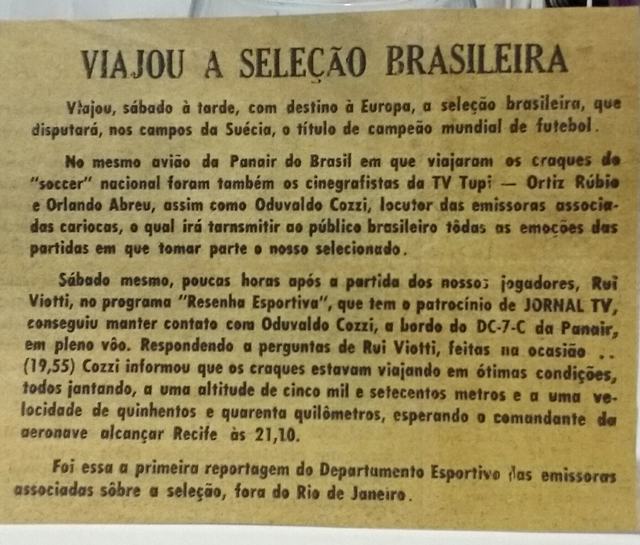 VIAJOU A SELEÇÃO BRASILEIRA
Viajou, sábado à tarde, com destino à Europa, a seleção brasileira, que
disputará, nos campos da Suécia, o título de campeão mundial de futebol.
No mesmo avião da Panair do Brasil em que viajaram os craques do
"soccer" nacional foram também os cinegrafistas da TV Tupi — Ortiz Rúbio
e Orlando Abreu, assim como Oduvaldo Cozzi, locutor das emissoras associa-
das cariocas, o qual irá tarnsmitir ao público brasileiro tôdas as emoções das
partidas em que tomar parte o nosso selecionado.
Sábado mesmo, poucas horas após a partida dos nossos jogadores, Rui
Viotti, no programa "Resenha Esportiva", que tem o patrocínio de JORNAL TV,
conseguiu manter contato com Oduvaldo Cozzi, a bordo do DC-7-C da Panair,
em pleno vôo. Respondendo a perguntas de Rui Viotti, feitas na ocasião ..
(19,55) Cozzi informou que os craques estavam viajando em ótimas condições,
todos jantando, a uma altitude de cinco mil e setecentos metros e a uma ve-
locidade de quinhentos e quarenta quilômetros, esperando o comandante da
aeronave alcançar Recife às 21,10.
Foi essa a primeira reportagem do Departamento Esportivo das emissoras
associadas sôbre a seleção, fora do Rio de Janeiro.